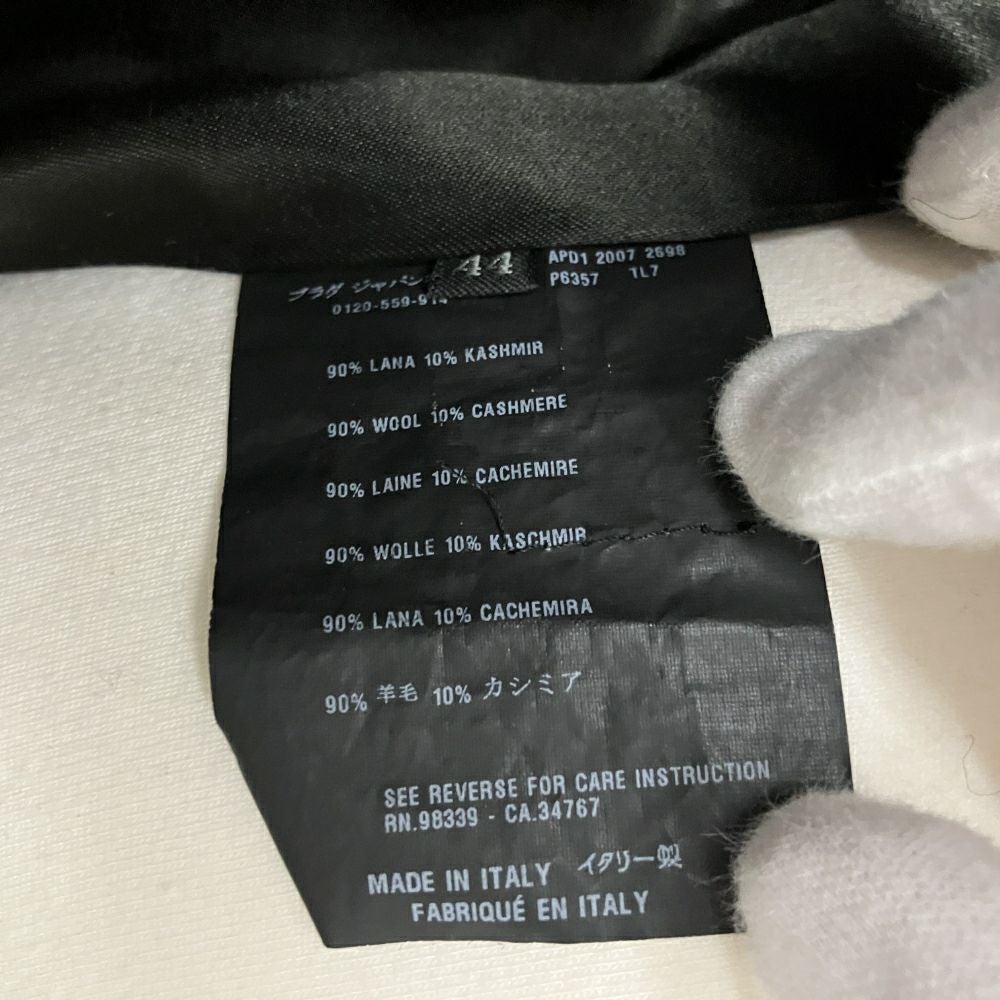 プラダ ジャパン
0120-559-914
44
APD1 2007 2698
P6357 1L7
90% LANA 10% KASHMIR
90% WOOL 10% CASHMERE
90% LAINE 10% CACHEMIRE
90% WOLLE 10% KASCHMIR
90% LANA 10% CACHEMIRA
90% 羊毛 10% カシミア
SEE REVERSE FOR CARE INSTRUCTION
RN.98339 - CA.34767
MADE IN ITALY イタリー製
FABRIQUÉ EN ITALY